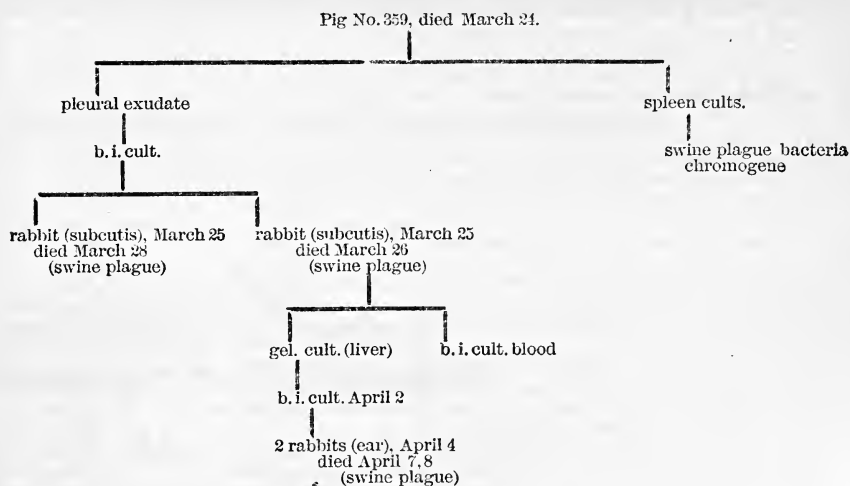 Pig No. 359, died March 24.
pleural exudate
spleen cults.
b. i. cult.
swine plague bacteria
chromogene
rabbit (subcutis), March 25
died March 28
(swine plague)
rabbit (subcutis), March 25
died March 26
(swine plague)
gel. cult. (liver)
b. i. cult. blood
b. i. cult. April 2
2 rabbits (ear), April 4
died April 7, 8
(swine plague)